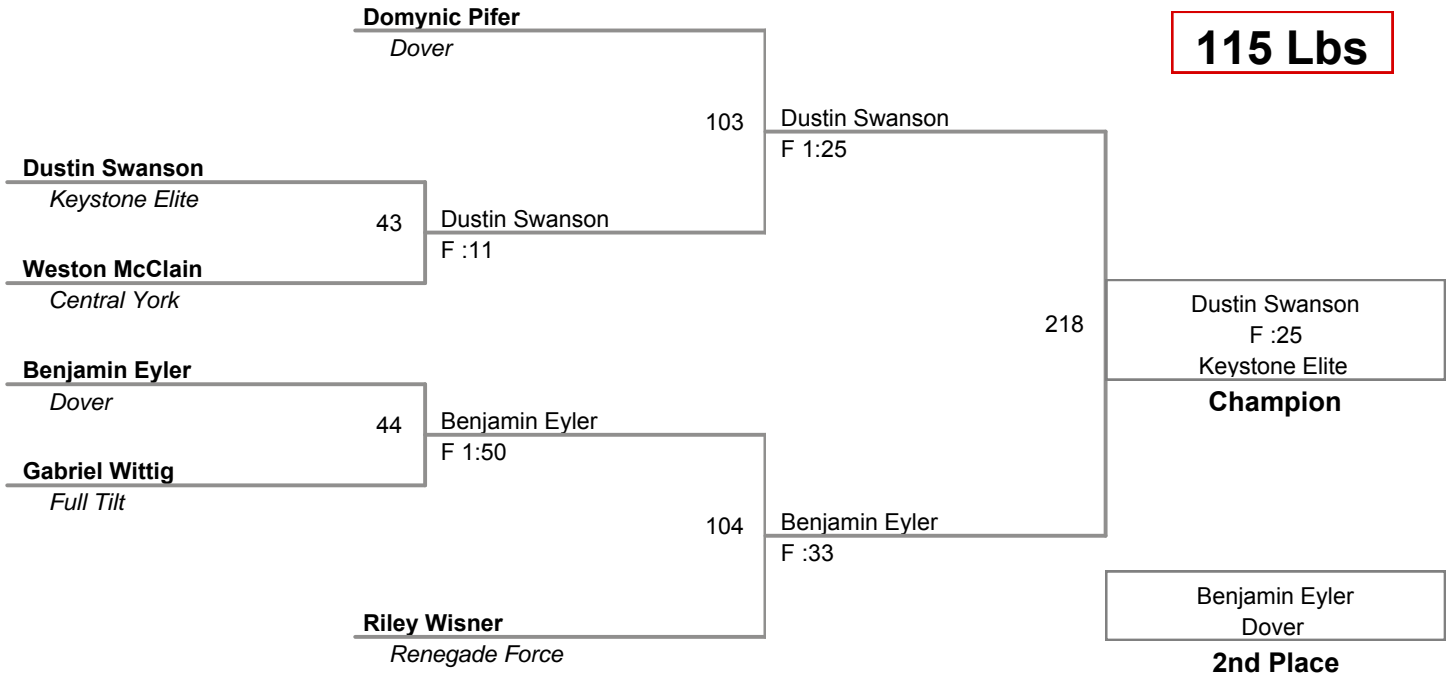 Domynic Pifer
Dover
115 Lbs
103
Dustin Swanson
F 1:25
Dustin Swanson
Keystone Elite
43
Dustin Swanson
F :11
Weston McClain
Central York
218
Dustin Swanson
F :25
Keystone Elite
Champion
Benjamin Eyler
Dover
44
Benjamin Eyler
F 1:50
Gabriel Wittig
Full Tilt
104
Benjamin Eyler
F :33
Riley Wisner
Renegade Force
Benjamin Eyler
Dover
2nd Place